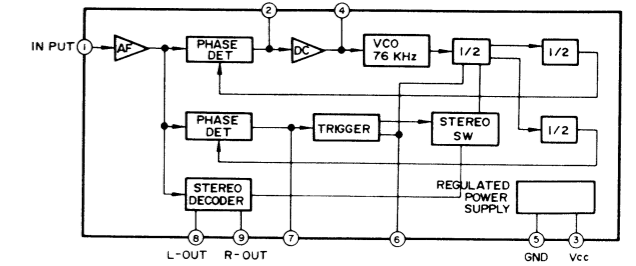 2
4
IN PUT 1
AF
PHASE
DET
DC
VCO
76 KHz
1/2
1/2
PHASE
DET
TRIGGER
STEREO
SW
1/2
STEREO
DECODER
REGULATED
POWER
SUPPLY
8
9
7
6
5
3
L-OUT
R-OUT
GND
Vcc